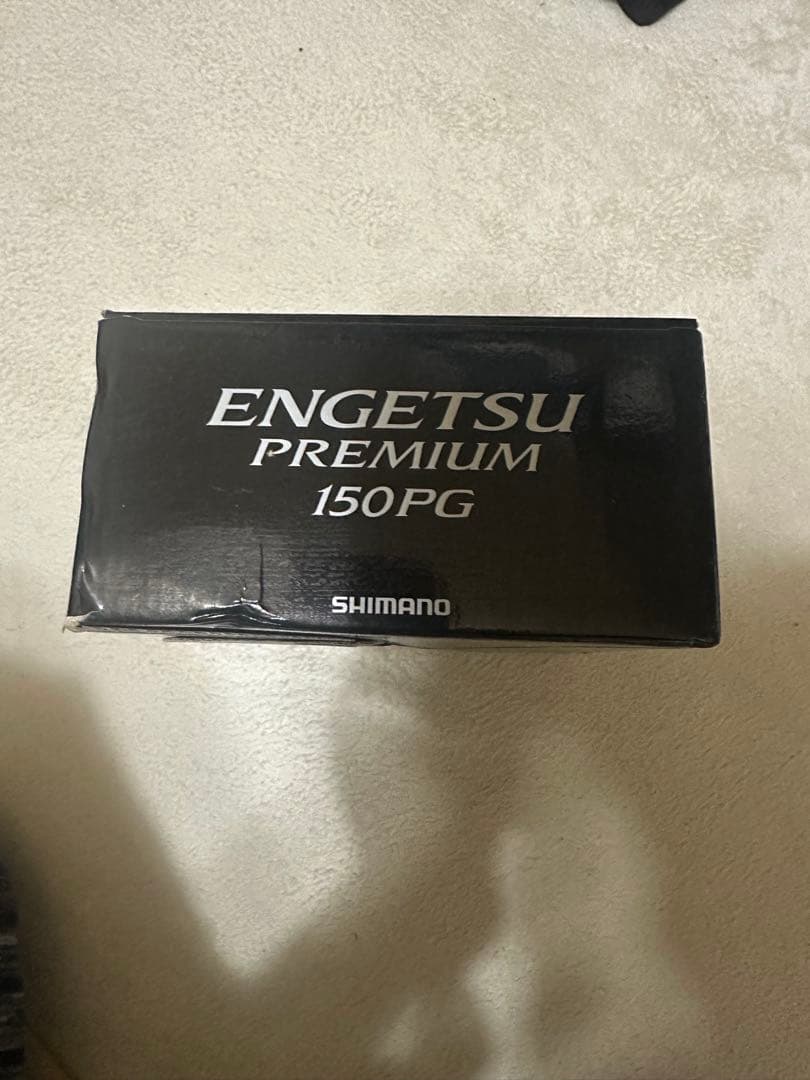 ENGETSU
PREMIUM
150PG
SHIMANO